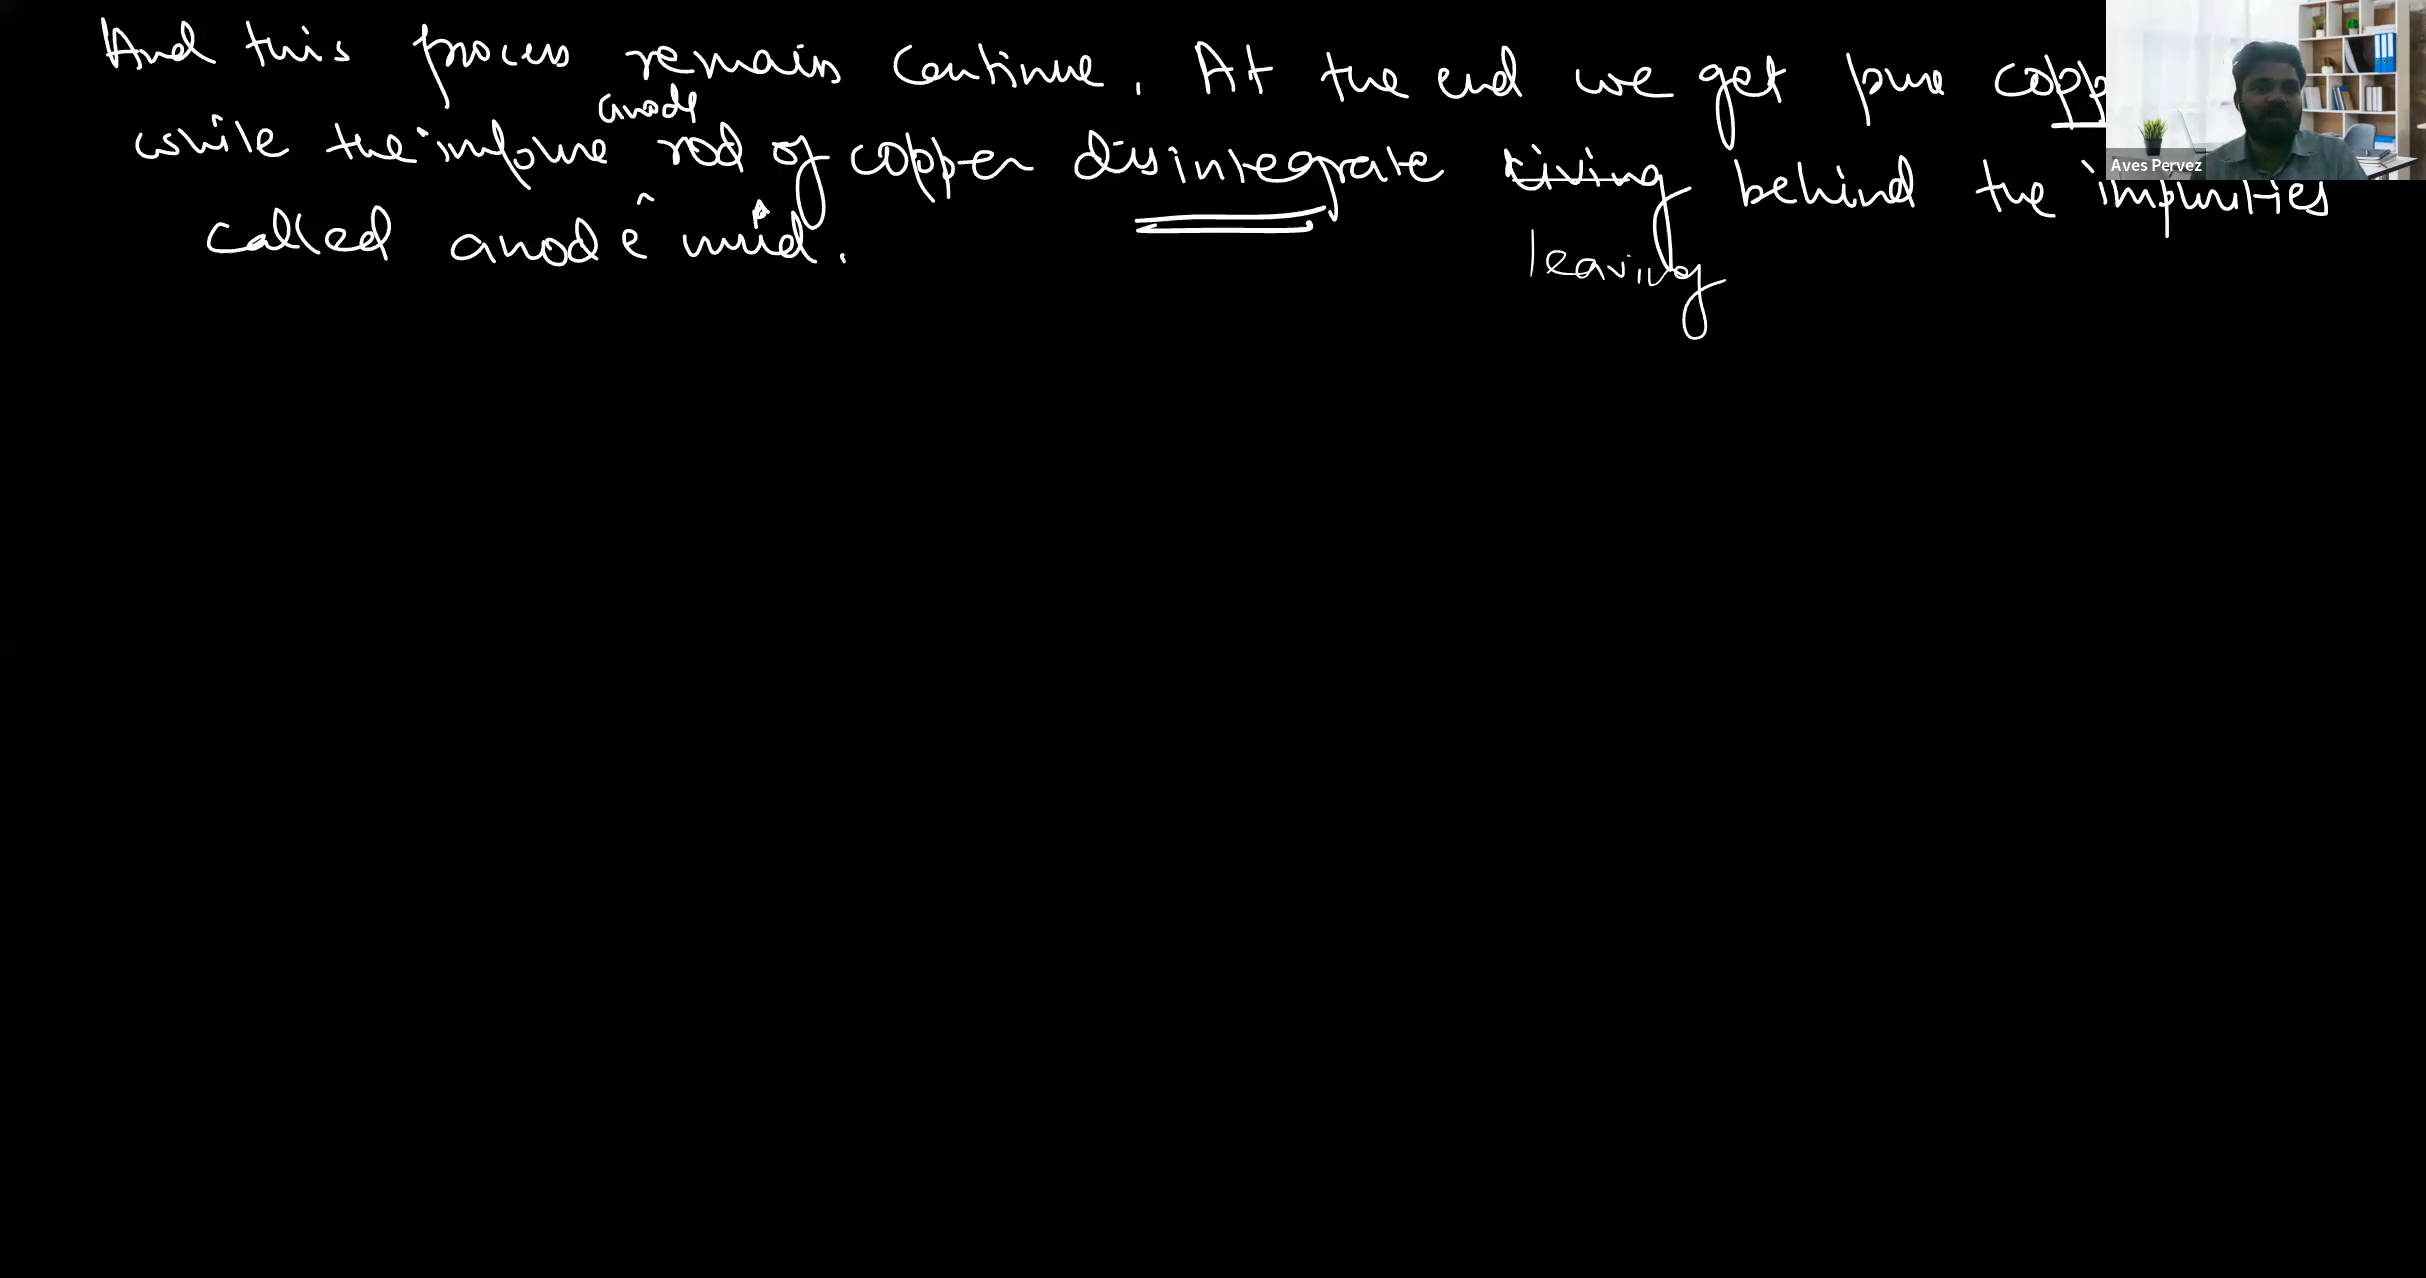 And this process remains continue. At the end we get pure copp
anode
while the impure rod of copper disintegrate living behind the impurities
leaving
called anode mud.
Aves Pervez